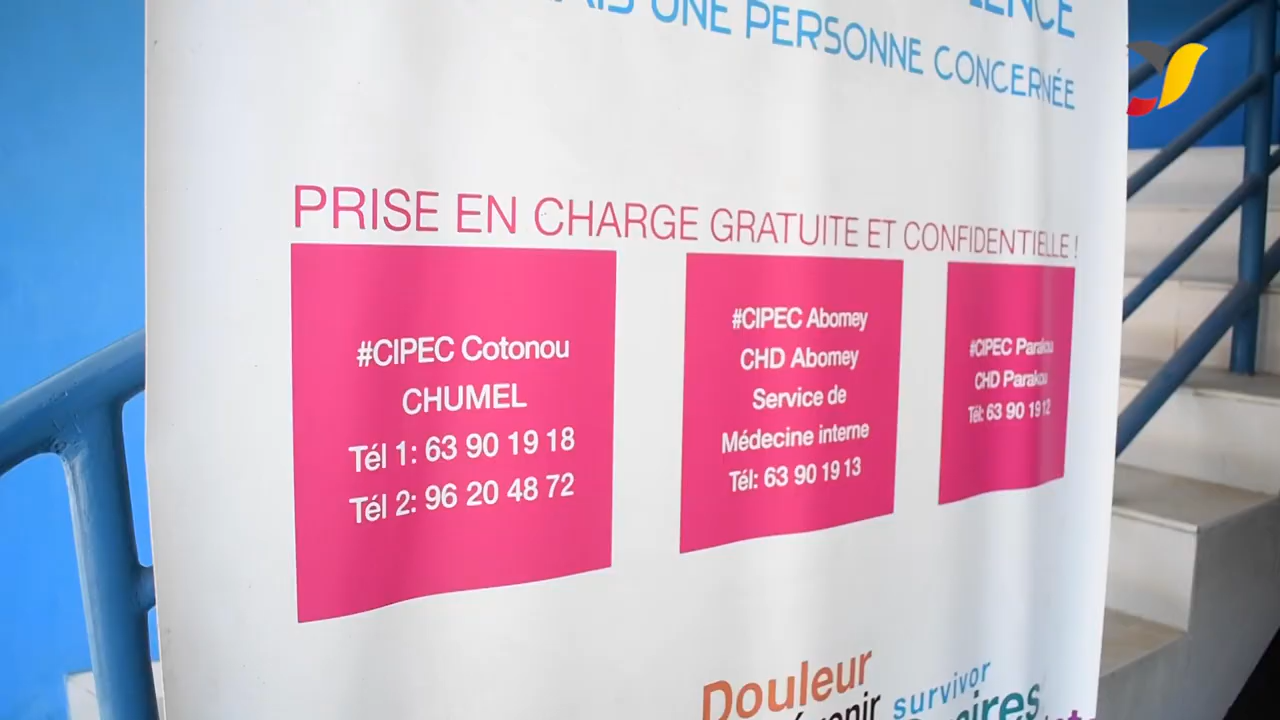 UNE PERSONNE CONCERNÉE
PRISE EN CHARGE GRATUITE ET CONFIDENTIELLE !
#CIPEC Cotonou
CHUMEL
Tél 1: 63 90 19 18
Tél 2: 96 20 48 72
#CIPEC Abomey
CHD Abomey
Service de
Médecine interne
Tél: 63 90 19 13
#CIPEC Parakou
CHD Parakou
Tél: 63 90 19 12
Douleur
survivor